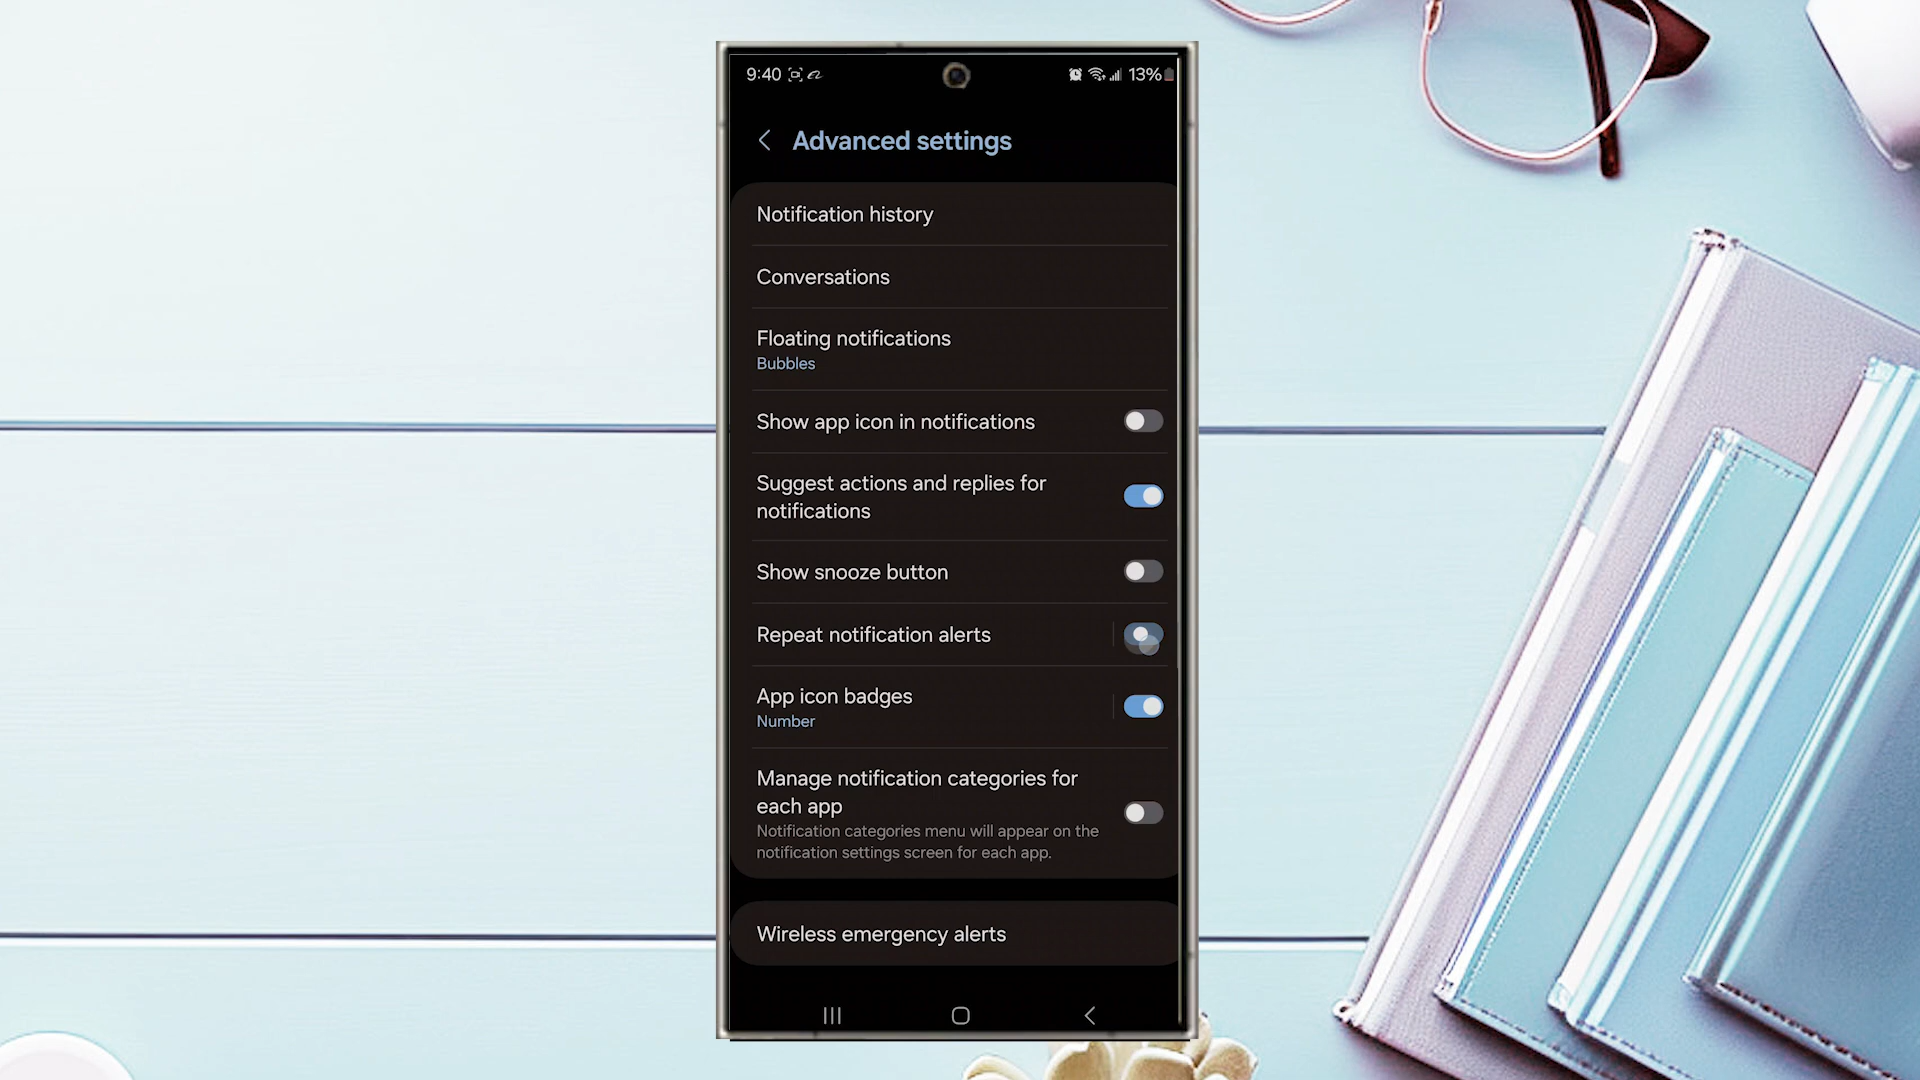 9:40
13%
Advanced settings
Notification history
Conversations
Floating notifications
Bubbles
Show app icon in notifications
Suggest actions and replies for
notifications
Show snooze button
Repeat notification alerts
App icon badges
Number
Manage notification categories for
each app
Notification categories menu will appear on the
notification settings screen for each app.
Wireless emergency alerts